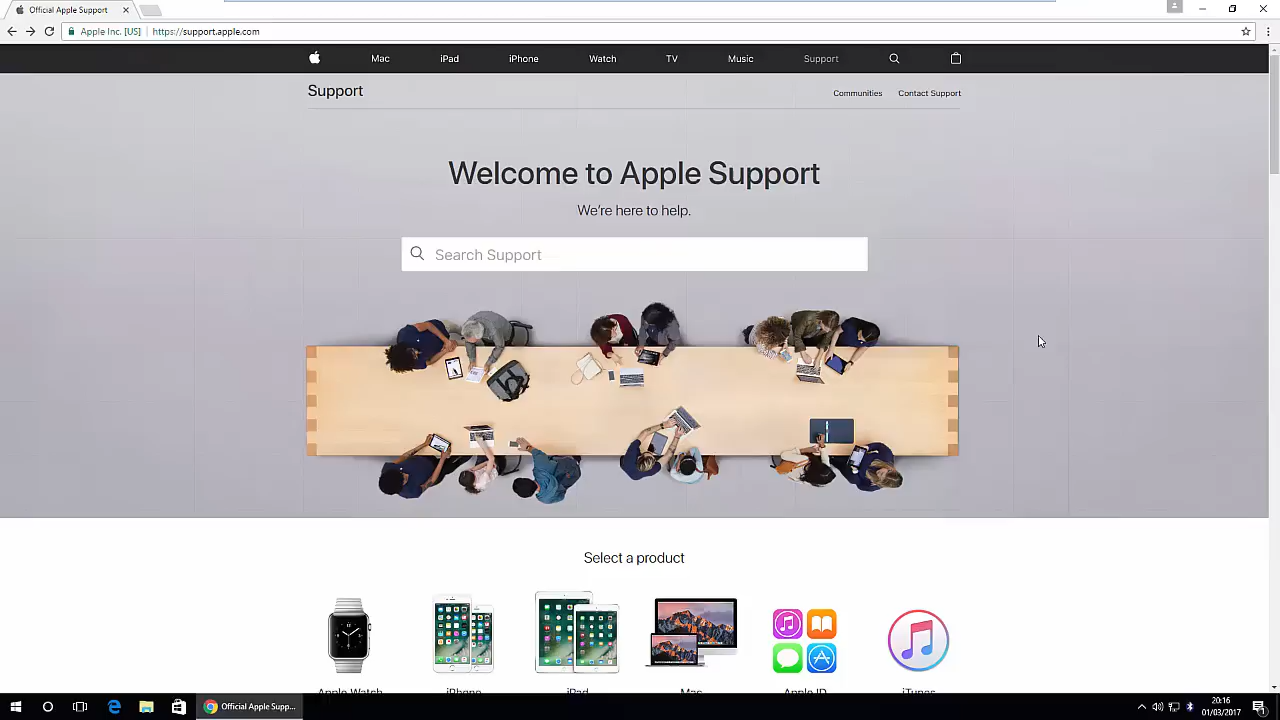 Official Apple Support
Apple Inc. [US] https://support.apple.com
Mac iPad iPhone Watch TV Music Support
Support
Communities Contact Support
Welcome to Apple Support
We're here to help.
Search Support
Select a product
Apple Watch iPhone iPad Mac Apple ID iTunes
Official Apple Supp...
20:16
01/03/2017